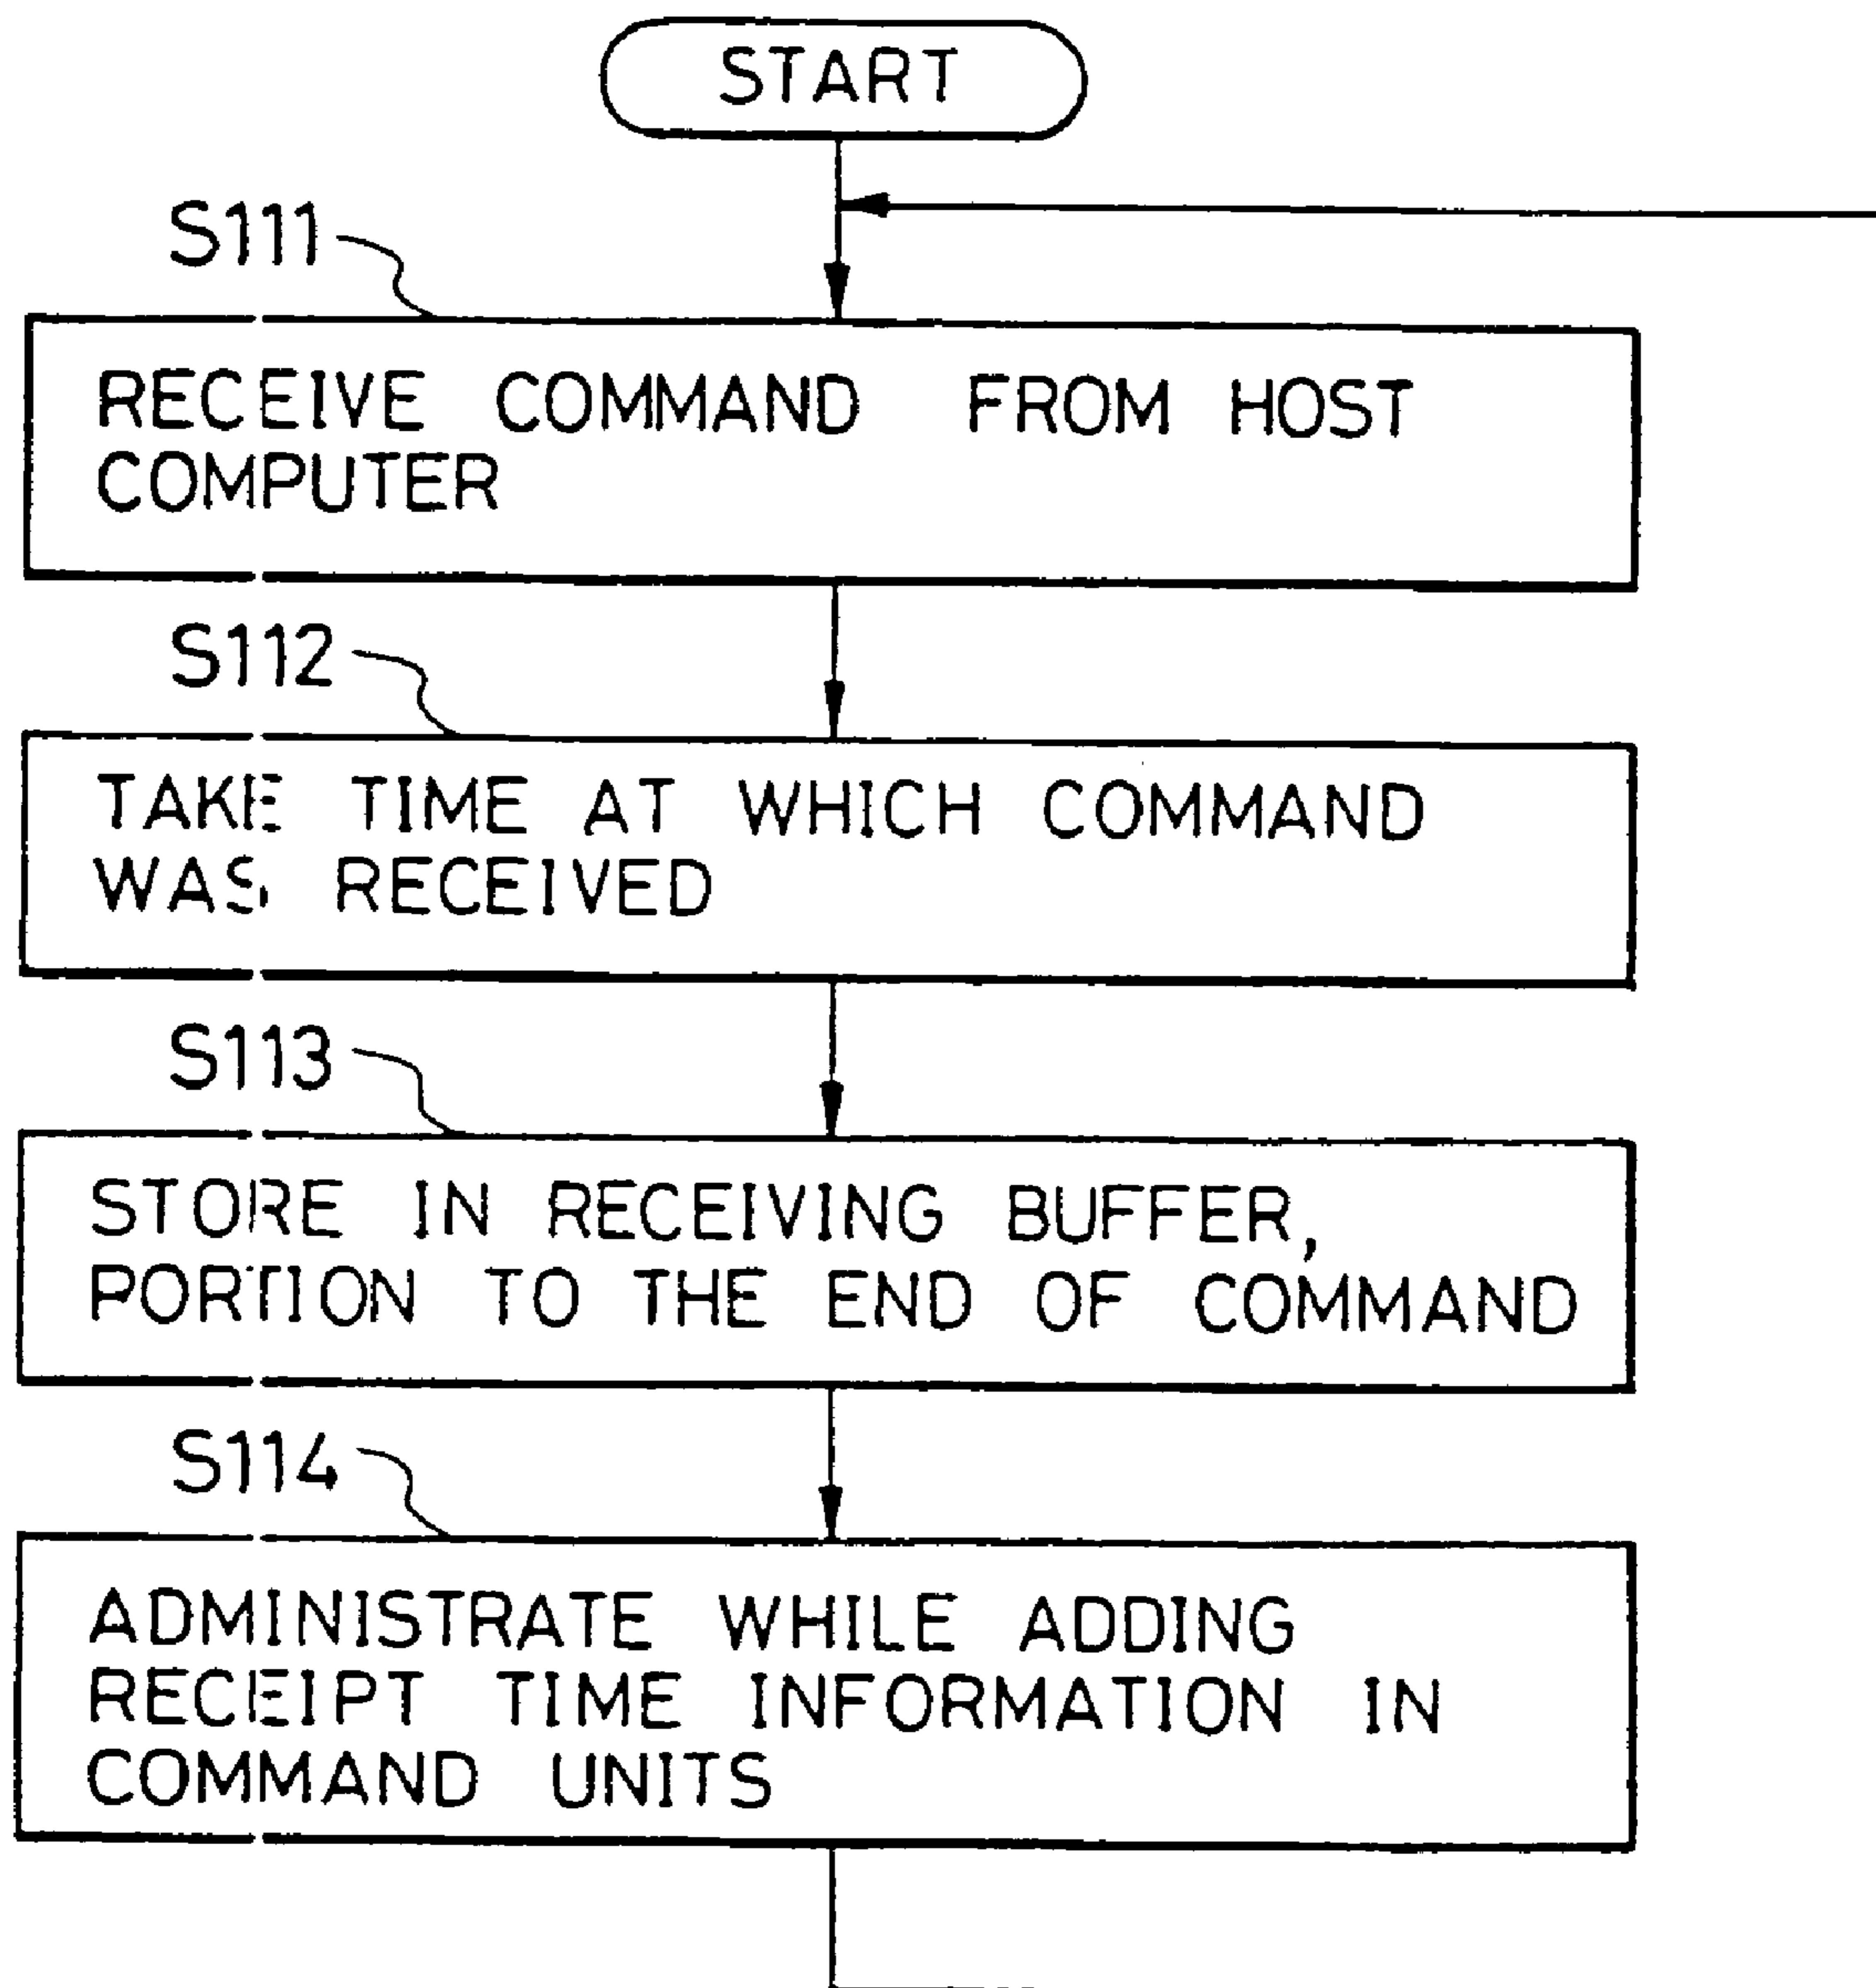 START
S111
RECEIVE COMMAND FROM HOST
COMPUTER
S112
TAKE TIME AT WHICH COMMAND
WAS RECEIVED
S113
STORE IN RECEIVING BUFFER,
PORTION TO THE END OF COMMAND
S114
ADMINISTRATE WHILE ADDING
RECEIPT TIME INFORMATION IN
COMMAND UNITS